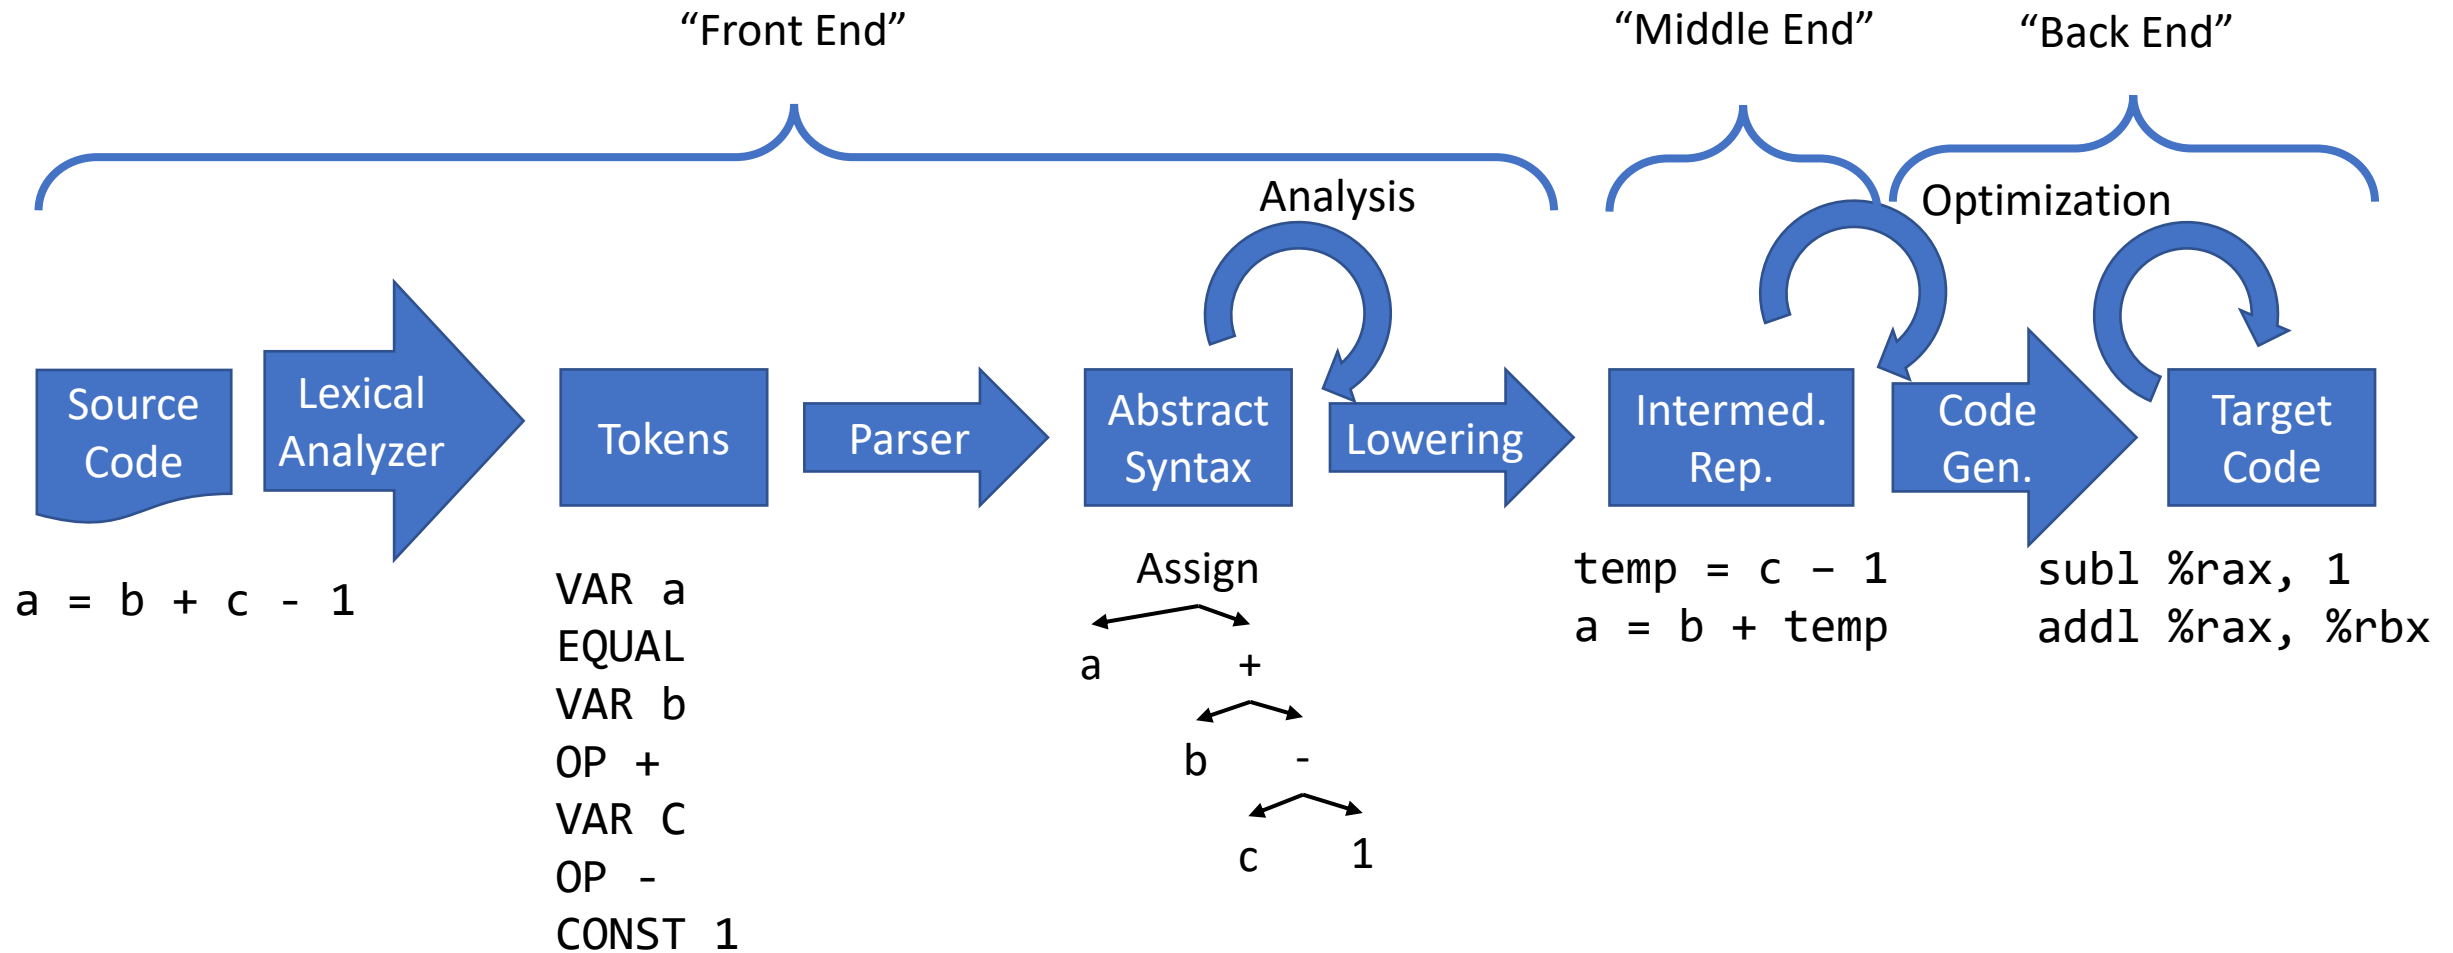 “Front End”
“Middle End”
“Back End”
Analysis
Optimization
Source
Code
Lexical
Analyzer
Tokens
Parser
Abstract
Syntax
Lowering
Intermed.
Rep.
Code
Gen.
Target
Code
a = b + c - 1
VAR a
EQUAL
VAR b
OP +
VAR C
OP -
CONST 1
Assign
a +
b -
c 1
temp = c – 1
a = b + temp
subl %rax, 1
addl %rax, %rbx